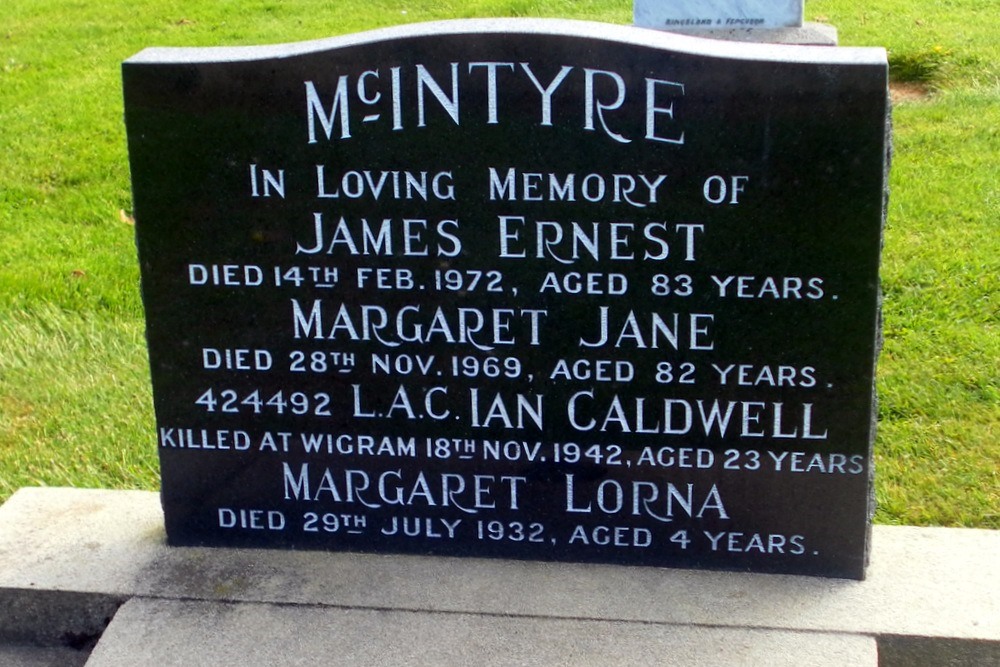 KINGSLAND & FERGUSON
McINTYRE
IN LOVING MEMORY OF
JAMES ERNEST
DIED 14TH FEB. 1972, AGED 83 YEARS.
MARGARET JANE
DIED 28TH NOV. 1969, AGED 82 YEARS.
424492 L.A.C. IAN CALDWELL
KILLED AT WIGRAM 18TH NOV. 1942, AGED 23 YEARS
MARGARET LORNA
DIED 29TH JULY 1932, AGED 4 YEARS.